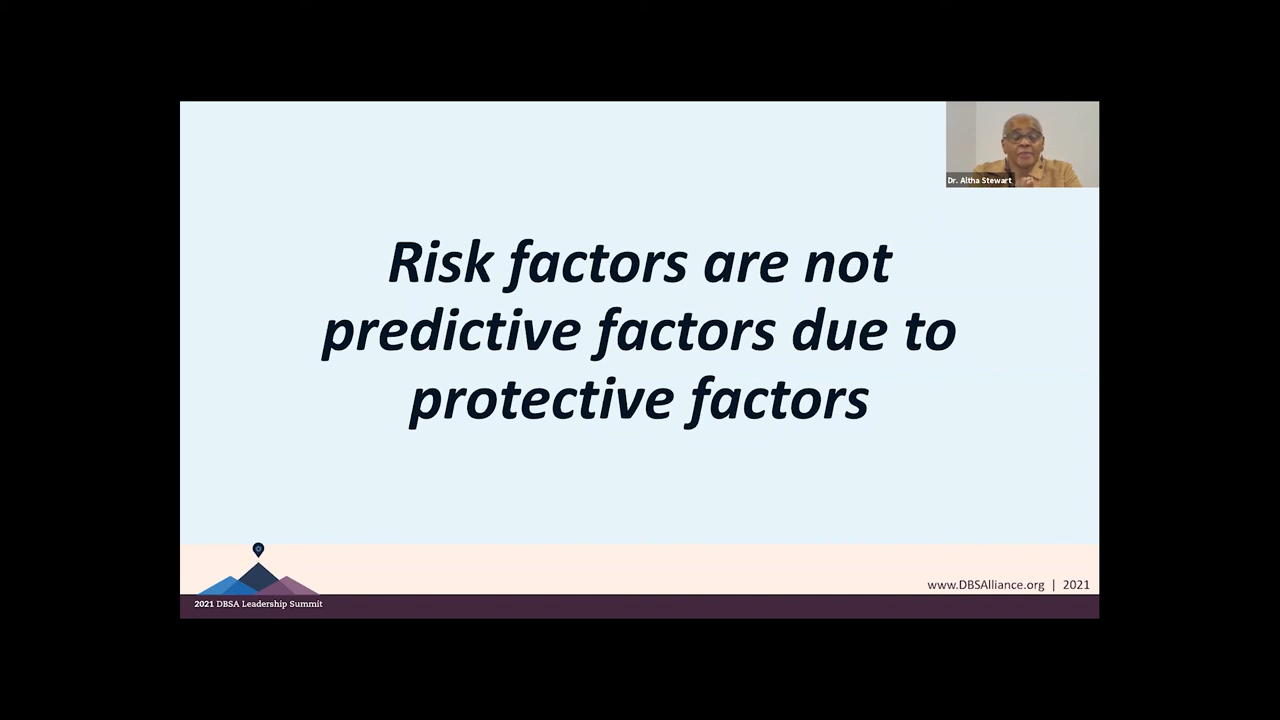 Dr. Altha Stewart
Risk factors are not
predictive factors due to
protective factors
www.DBSAlliance.org | 2021
2021 DBSA Leadership Summit